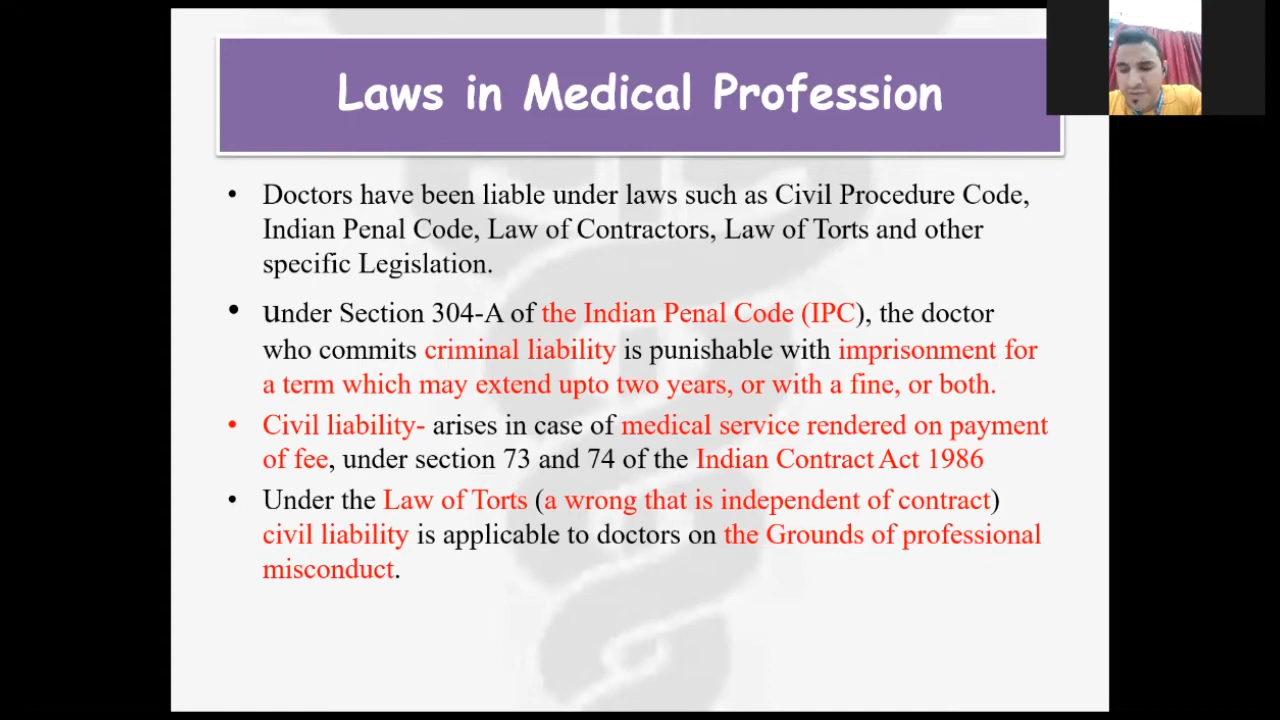 Laws in Medical Profession
• Doctors have been liable under laws such as Civil Procedure Code,
Indian Penal Code, Law of Contractors, Law of Torts and other
specific Legislation.
• under Section 304-A of the Indian Penal Code (IPC), the doctor
who commits criminal liability is punishable with imprisonment for
a term which may extend upto two years, or with a fine, or both.
• Civil liability- arises in case of medical service rendered on payment
of fee, under section 73 and 74 of the Indian Contract Act 1986
• Under the Law of Torts (a wrong that is independent of contract)
civil liability is applicable to doctors on the Grounds of professional
misconduct.